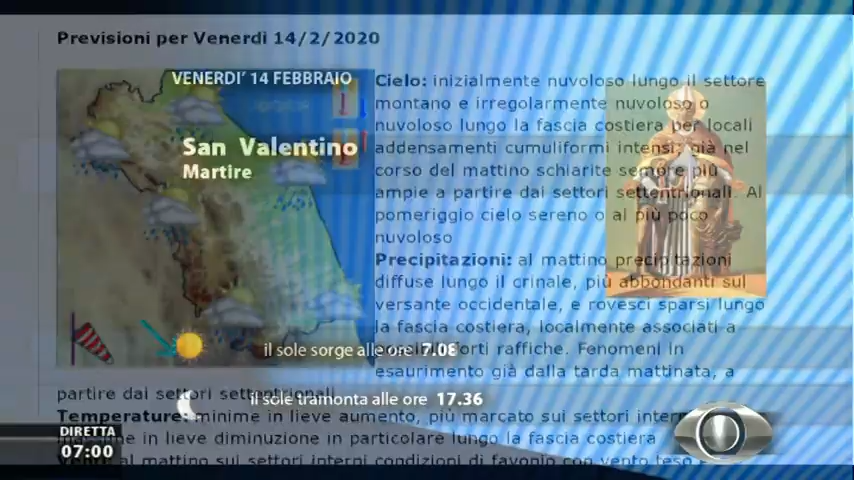 Previsioni per Venerdì 14/2/2020
VENERDI' 14 FEBBRAIO
San Valentino
Martire
Cielo: inizialmente nuvoloso lungo il settore
montano e irregolarmente nuvoloso o
nuvoloso lungo la fascia costiera per locali
addensamenti cumuliformi intensi; già nel
corso del mattino schiarite sempre più
ampie a partire dai settori settentrionali. Al
pomeriggio cielo sereno o al più poco
nuvoloso
Precipitazioni: al mattino precipitazioni
diffuse lungo il crinale, più abbondanti sul
versante occidentale, e rovesci sparsi lungo
la fascia costiera, localmente associati a
forti raffiche. Fenomeni in
esaurimento già dalla tarda mattinata, a
partire dai settori settentrionali
Temperature: minime in lieve aumento, più marcato sui settori
massime in lieve diminuzione in particolare lungo la fascia costiera
Venti: al mattino sui settori interni condizioni di favonio con vento teso
il sole sorge alle ore 7.08
il sole tramonta alle ore 17.36
DIRETTA
07:00